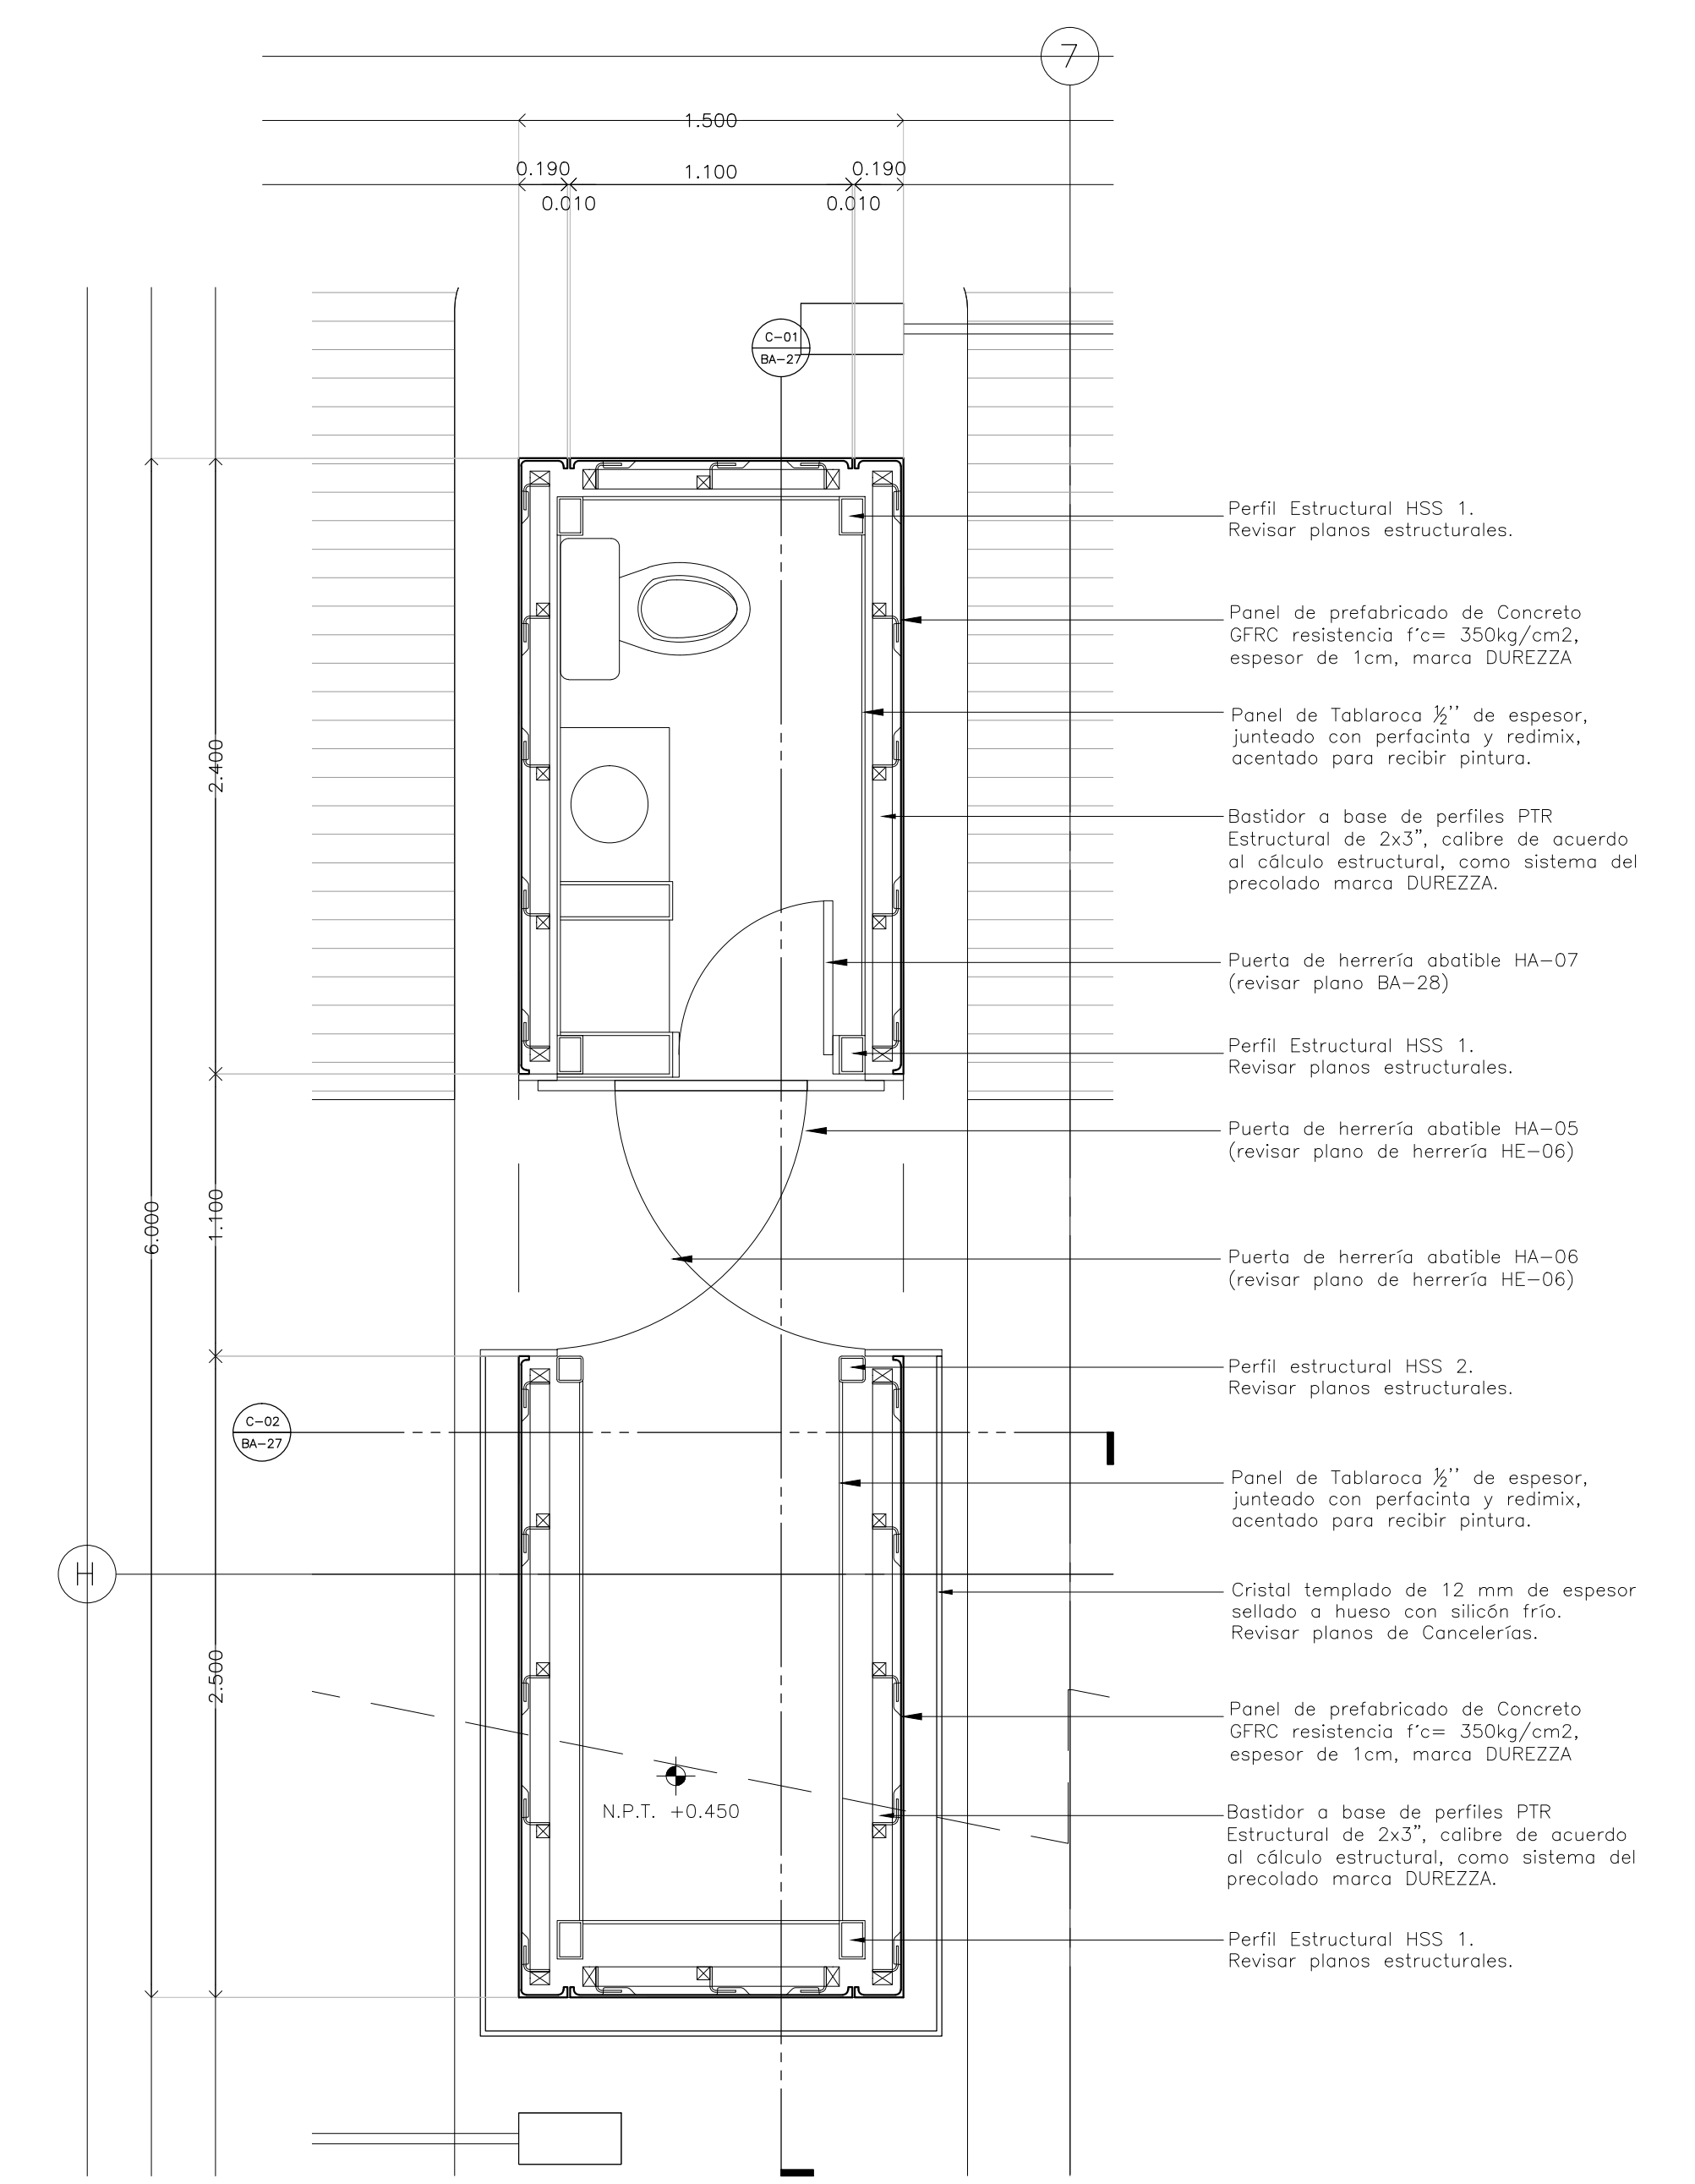 7
1.500
0.190
1.100
0.190
0.010
0.010
C-01
BA-27
Perfil Estructural HSS 1.
Revisar planos estructurales.
Panel de prefabricado de Concreto
GFRC resistencia f´c= 350kg/cm2,
espesor de 1cm, marca DUREZZA
Panel de Tablaroca ½'' de espesor,
junteado con perfacinta y redimix,
acentado para recibir pintura.
2.400
Bastidor a base de perfiles PTR
Estructural de 2x3”, calibre de acuerdo
al cálculo estructural, como sistema del
precolado marca DUREZZA.
Puerta de herrería abatible HA-07
(revisar plano BA-28)
Perfil Estructural HSS 1.
Revisar planos estructurales.
Puerta de herrería abatible HA-05
(revisar plano de herrería HE-06)
6.000
1.100
Puerta de herrería abatible HA-06
(revisar plano de herrería HE-06)
Perfil estructural HSS 2.
Revisar planos estructurales.
C-02
BA-27
Panel de Tablaroca ½'' de espesor,
junteado con perfacinta y redimix,
acentado para recibir pintura.
H
Cristal templado de 12 mm de espesor
sellado a hueso con silicón frío.
Revisar planos de Cancelerías.
2.500
Panel de prefabricado de Concreto
GFRC resistencia f´c= 350kg/cm2,
espesor de 1cm, marca DUREZZA
N.P.T. +0.450
Bastidor a base de perfiles PTR
Estructural de 2x3”, calibre de acuerdo
al cálculo estructural, como sistema del
precolado marca DUREZZA.
Perfil Estructural HSS 1.
Revisar planos estructurales.